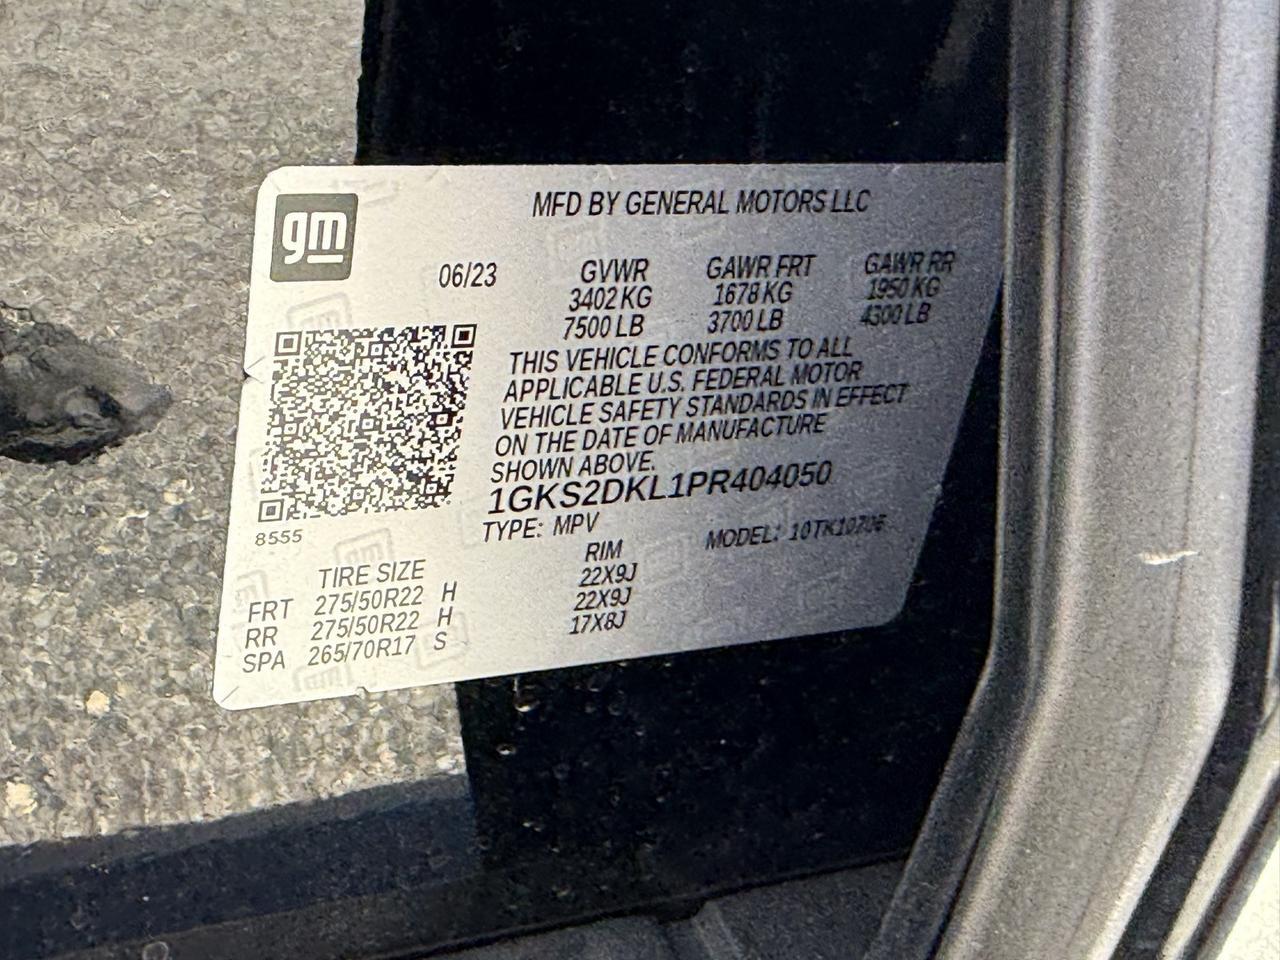 gm
MFD BY GENERAL MOTORS LLC
06/23 GVWR GAWR FRT GAWR RR
3402 KG 1678 KG 1950 KG
7500 LB 3700 LB 4300 LB
THIS VEHICLE CONFORMS TO ALL
APPLICABLE U.S. FEDERAL MOTOR
VEHICLE SAFETY STANDARDS IN EFFECT
ON THE DATE OF MANUFACTURE
SHOWN ABOVE.
1GKS2DKL1PR404050
8555
TYPE: MPV MODEL: 10TK10706
TIRE SIZE RIM
FRT 275/50R22 H 22X9J
RR 275/50R22 H 22X9J
SPA 265/70R17 S 17X8J